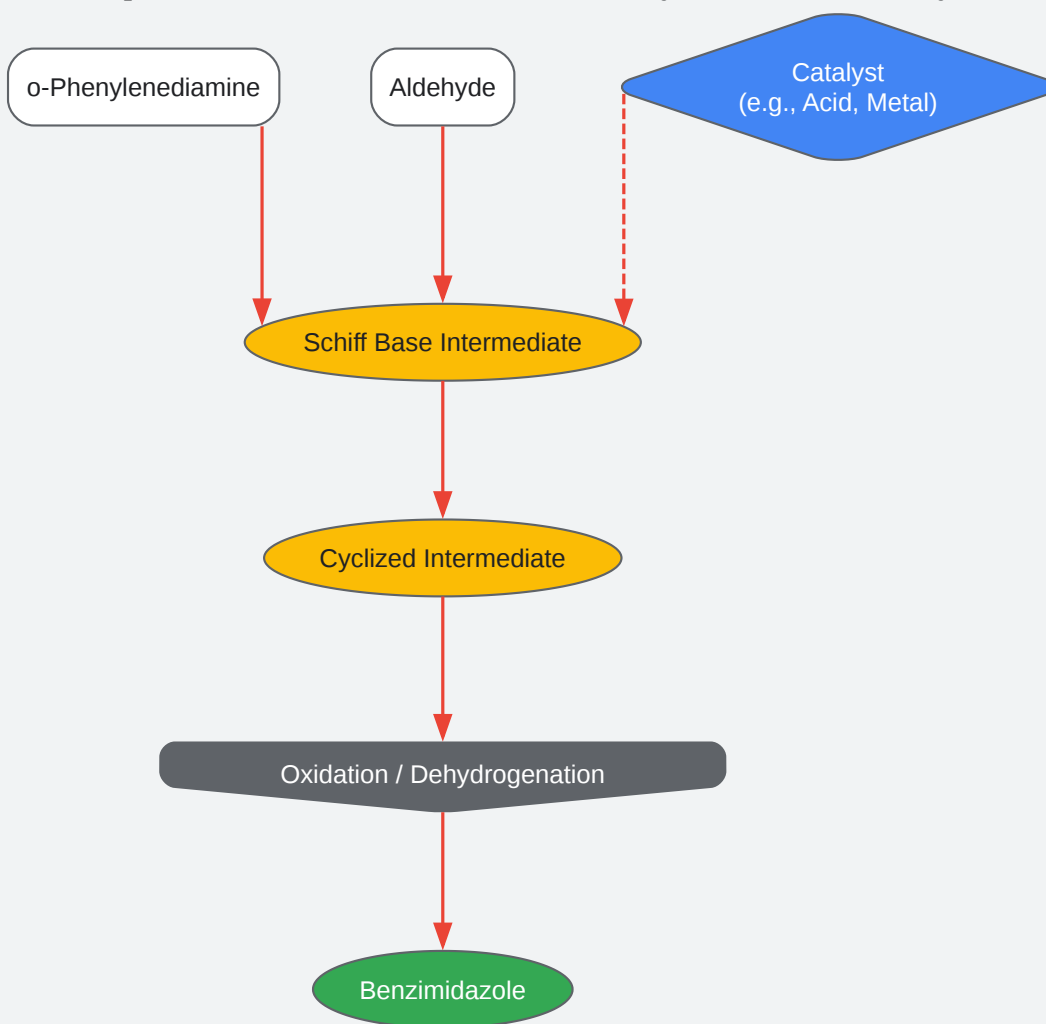 o-Phenylenediamine
Aldehyde
Catalyst
(e.g., Acid, Metal)
Schiff Base Intermediate
Cyclized Intermediate
Oxidation / Dehydrogenation
Benzimidazole